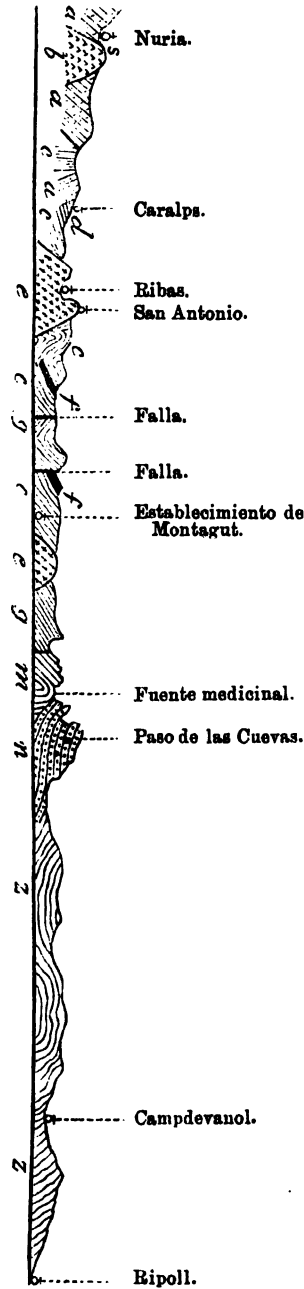 Nuria.
Caralps.
Ribas.
San Antonio.
Falla.
Falla.
Establecimiento de
Montagut.
Fuente medicinal.
Paso de las Cuevas.
Campdevanol.
Ripoll.
a
b
s
a
c
a
c
d
e
c
c
f
g
c
f
e
g
m
n
z
z